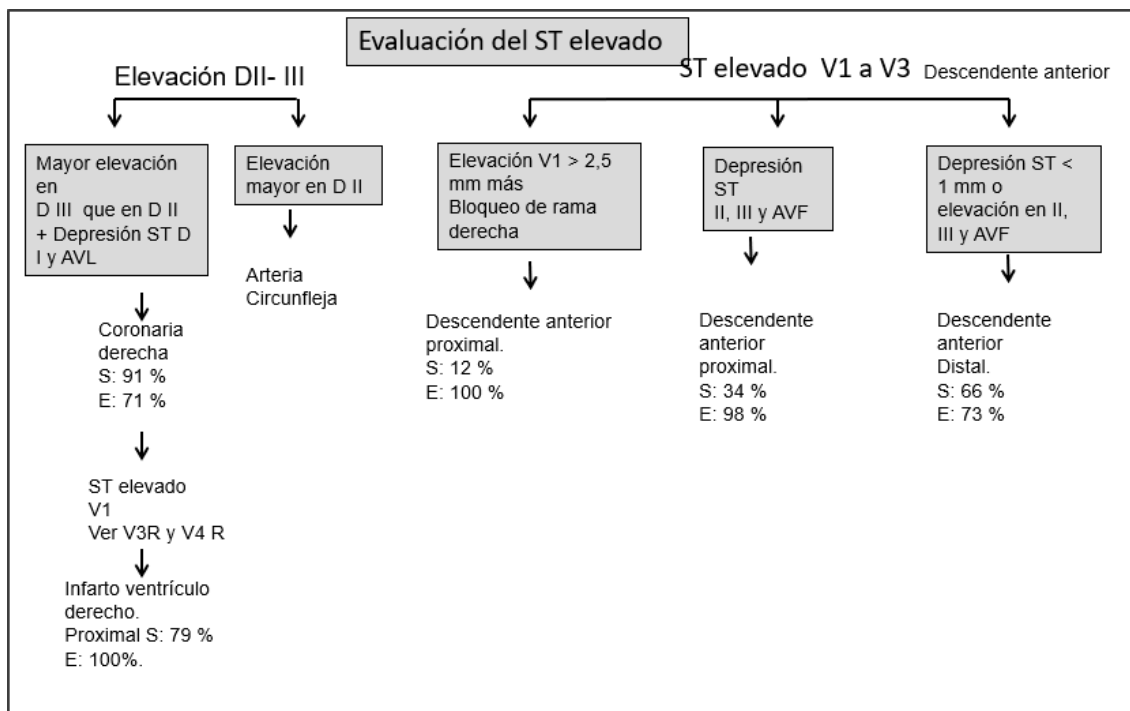 Evaluación del ST elevado
Elevación DII- III
Mayor elevación
en
D III que en D II
+ Depresión ST D
I y AVL
Coronaria
derecha
S: 91 %
E: 71 %
ST elevado
V1
Ver V3R y V4 R
Infarto ventrículo
derecho.
Proximal S: 79 %
E: 100%.
Elevación
mayor en D II
Arteria
Circunfleja
ST elevado V1 a V3 Descendente anterior
Elevación V1 > 2,5
mm más
Bloqueo de rama
derecha
Descendente anterior
proximal.
S: 12 %
E: 100 %
Depresión
ST
II, III y AVF
Descendente
anterior
proximal.
S: 34 %
E: 98 %
Depresión ST <
1 mm o
elevación en II,
III y AVF
Descendente
anterior
Distal.
S: 66 %
E: 73 %